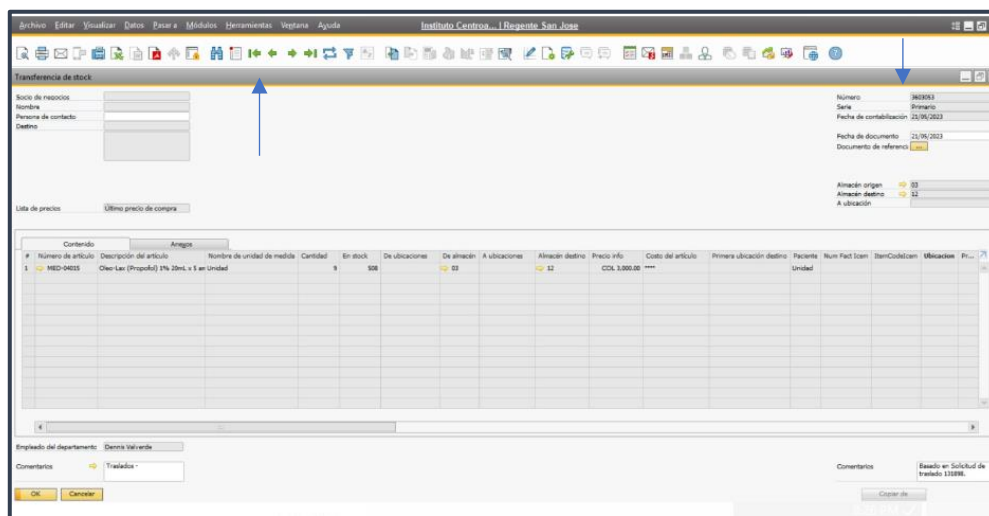 Archivo Editar Visualizar Datos Pasar a Módulos Herramientas Ventana Ayuda Instituto Centroa... | Regente San Jose
Transferencia de stock
Socio de negocios
Nombre
Persona de contacto
Destino
Número 3603053
Serie Primario
Fecha de contabilización 21/05/2023
Fecha de documento 21/05/2023
Documento de referenci ...
Almacén origen 03
Almacén destino 12
A ubicación
Lista de precios Último precio de compra
Contenido Anexos
# Número de artículo Descripción del artículo Nombre de unidad de medida Cantidad En stock De ubicaciones De almacén A ubicaciones Almacén destino Precio info Costo del artículo Primera ubicación destino Paciente Num Fact Icem ItemCodeIcem Ubicacion Pr...
1 MED-04015 Oleo-Lax (Propofol) 1% 20mL x 5 am Unidad 9 508 03 12 COL 3,000.00 **** Unidad
Empleado del departamento Dennis Valverde
Comentarios Traslados -
Comentarios Basado en Solicitud de
traslado 131898.
OK Cancelar Copiar de